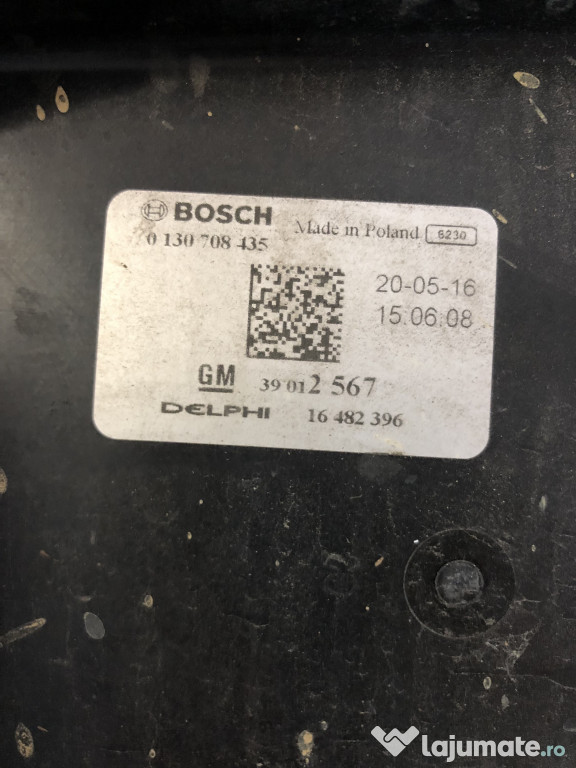 BOSCH Made in Poland 6230
0 130 708 435
20-05-16
15.06.08
GM 39 012 567
DELPHI 16 482 396
lajumate.ro